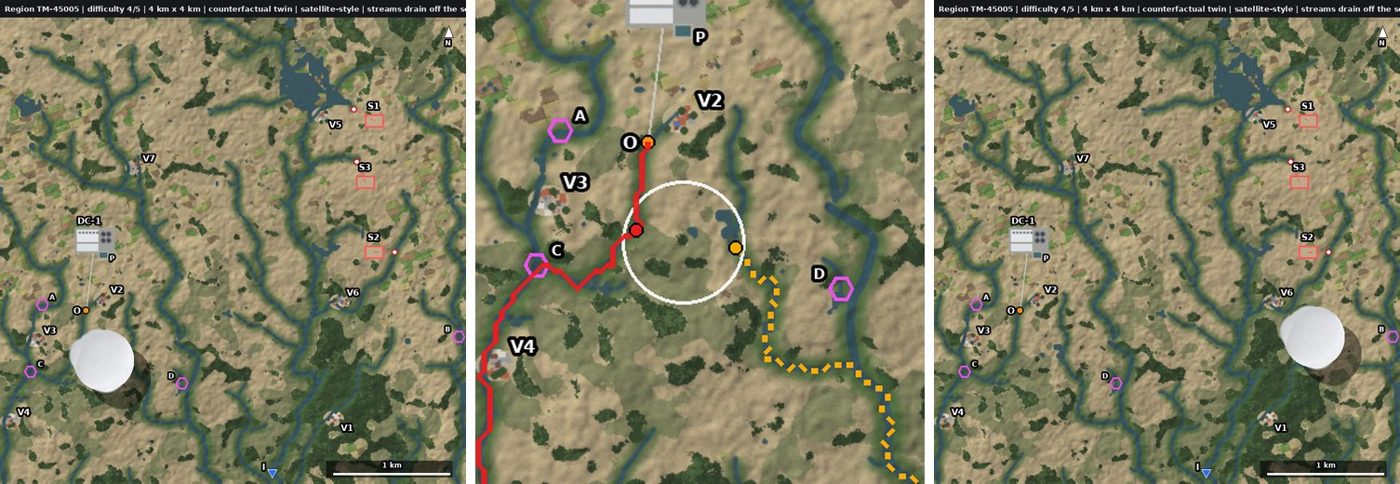 Region TM-45005 | difficulty 4/5 | 4 km x 4 km | counterfactual twin | satellite-style | streams drain off the s
N
S1
V5
S3
V7
DC-1
S2
P
V2
V6
A
O
V3
B
C
D
V4
V1
I
1 km
P
V2
A
O
V3
C
D
V4
Region TM-45005 | difficulty 4/5 | 4 km x 4 km | counterfactual twin | satellite-style | streams drain off the s
N
S1
V5
S3
V7
DC-1
S2
P
V2
V6
A
O
V3
B
C
D
V4
V1
I
1 km